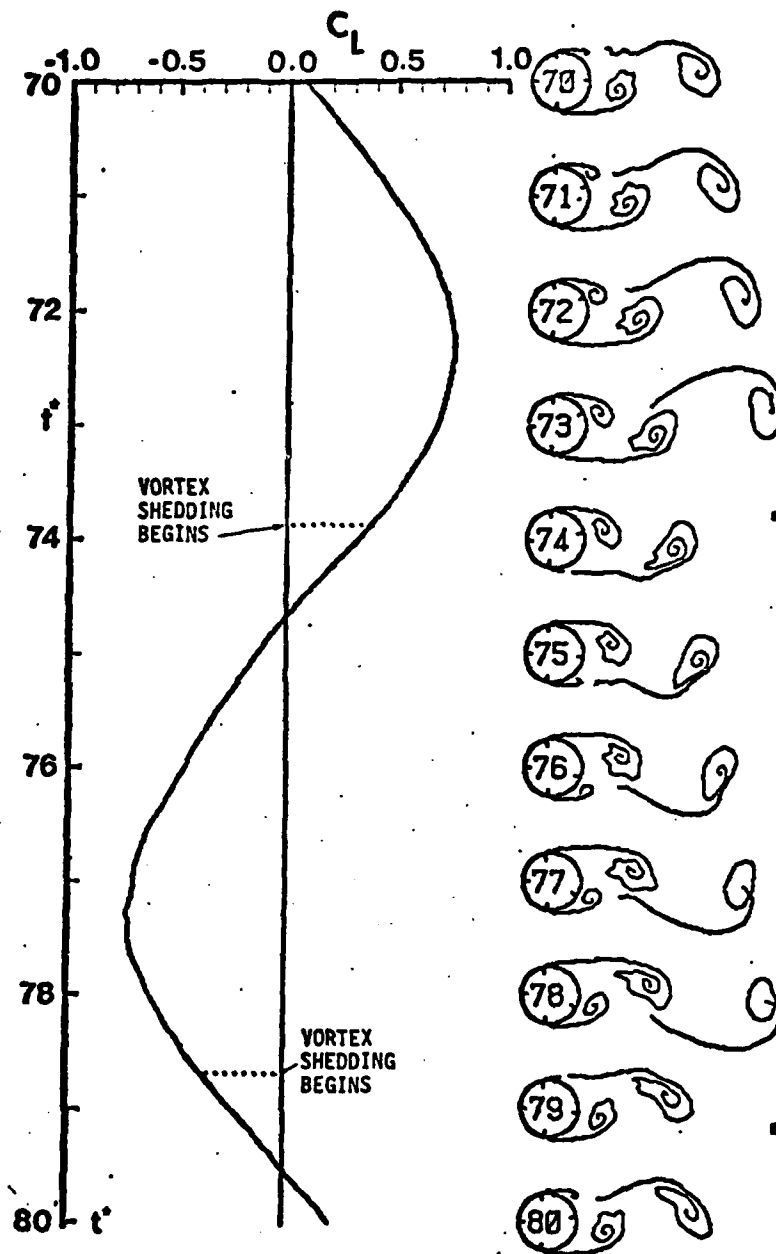 C_L
-1.0 -0.5 0.0 0.5 1.0
70
72
t*
74
76
78
80 t*
VORTEX
SHEDDING
BEGINS
VORTEX
SHEDDING
BEGINS
70
71
72
73
74
75
76
77
78
79
80